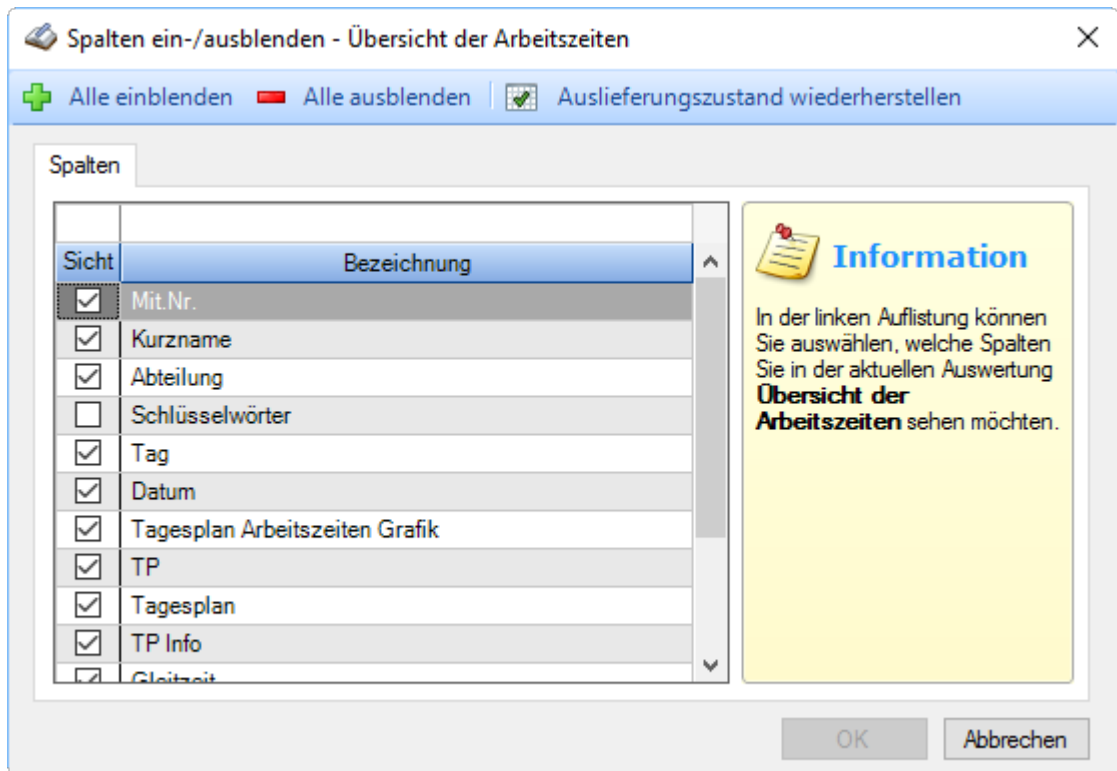 Spalten ein-/ausblenden - Übersicht der Arbeitszeiten
Alle einblenden Alle ausblenden Auslieferungszustand wiederherstellen
Spalten
Sicht Bezeichnung
Mit.Nr.
Kurzname
Abteilung
Schlüsselwörter
Tag
Datum
Tagesplan Arbeitszeiten Grafik
TP
Tagesplan
TP Info
Gleitzeit
Information
In der linken Auflistung können
Sie auswählen, welche Spalten
Sie in der aktuellen Auswertung
Übersicht der
Arbeitszeiten sehen möchten.
OK Abbrechen